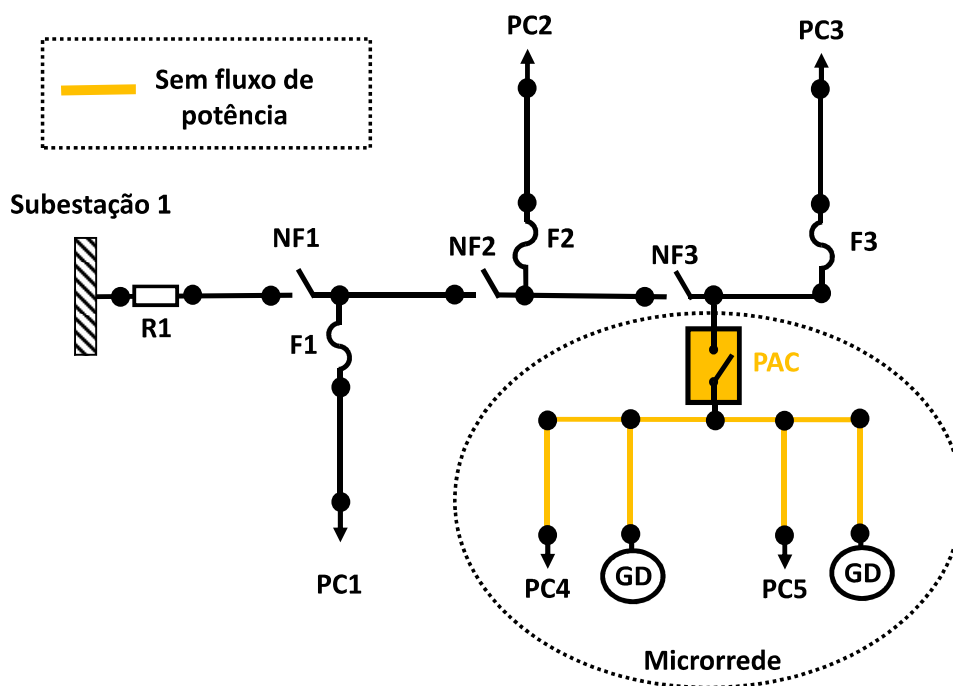 PC2
PC3
Sem fluxo de
potência
Subestação 1
NF1
NF2
F2
NF3
F3
R1
F1
PAC
PC1
PC4
GD
PC5
GD
Microrrede